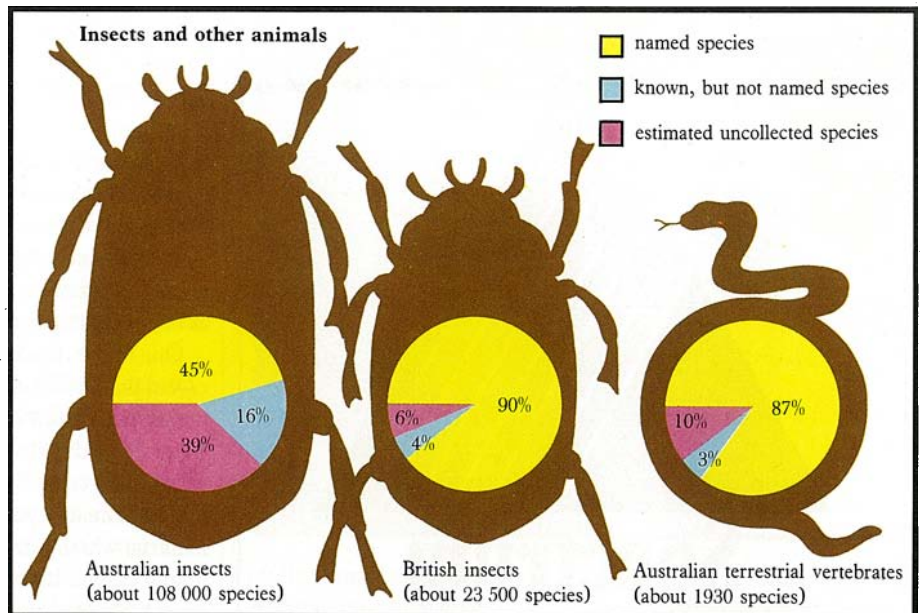 Insects and other animals
named species
known, but not named species
estimated uncollected species
45%
16%
39%
90%
6%
4%
87%
10%
3%
Australian insects
(about 108 000 species)
British insects
(about 23 500 species)
Australian terrestrial vertebrates
(about 1930 species)